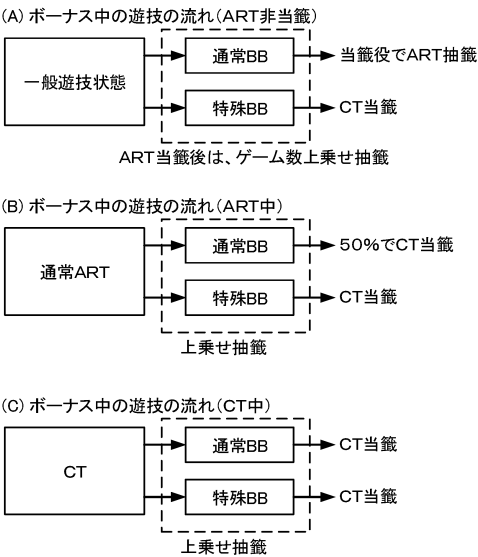 (A) ボーナス中の遊技の流れ(ART非当籤)
一般遊技状態
通常BB
当籤役でART抽籤
特殊BB
CT当籤
ART当籤後は、ゲーム数上乗せ抽籤
(B) ボーナス中の遊技の流れ(ART中)
通常ART
通常BB
50%でCT当籤
特殊BB
CT当籤
上乗せ抽籤
(C) ボーナス中の遊技の流れ(CT中)
CT
通常BB
CT当籤
特殊BB
CT当籤
上乗せ抽籤